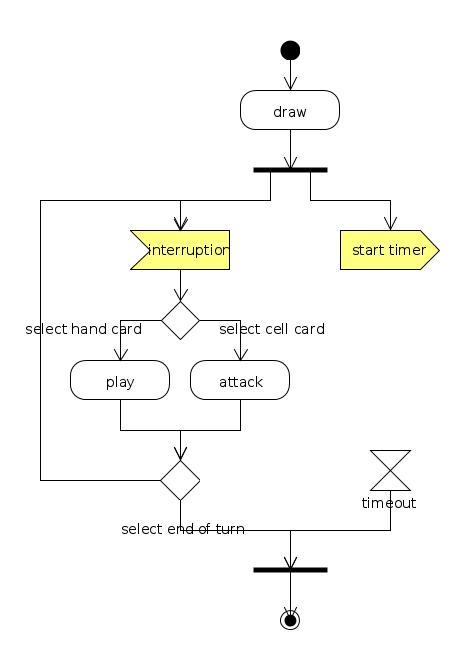 draw
interruption
start timer
select hand card
select cell card
play
attack
timeout
select end of turn